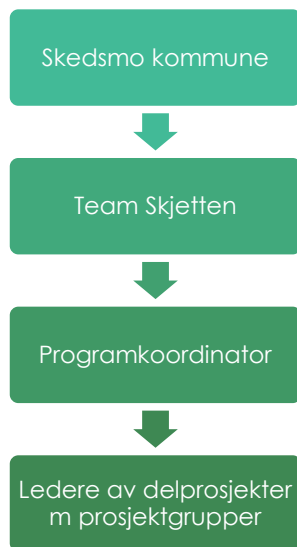 Skedsmo kommune
Team Skjetten
Programkoordinator
Ledere av delprosjekter
m prosjektgrupper